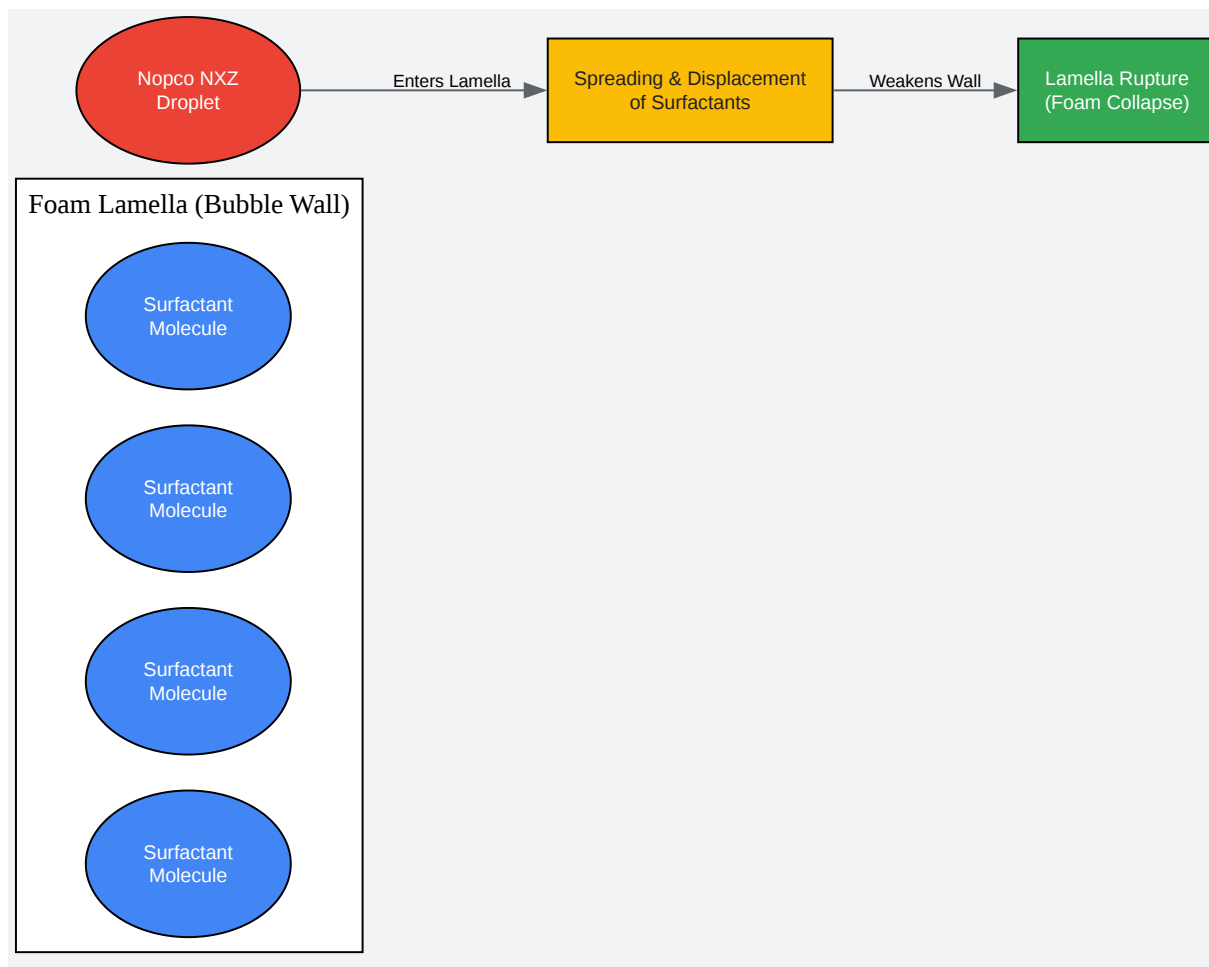 Nopco NXZ
Droplet
Enters Lamella
Spreading & Displacement
of Surfactants
Weakens Wall
Lamella Rupture
(Foam Collapse)
Foam Lamella (Bubble Wall)
Surfactant
Molecule
Surfactant
Molecule
Surfactant
Molecule
Surfactant
Molecule